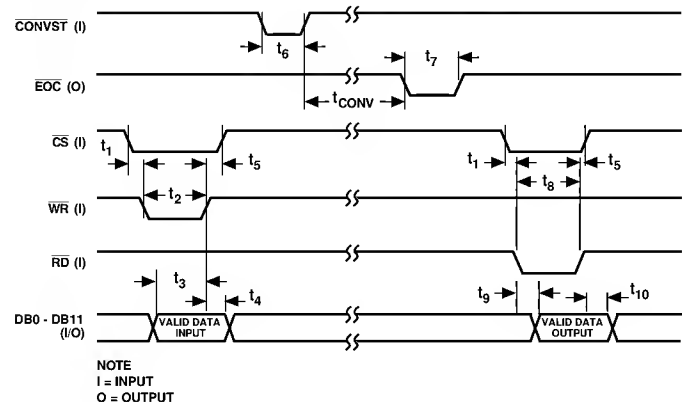 CONVST (I)
t6
EOC (O)
t7
tCONV
CS (I)
t1
t5
t1
t5
t2
t8
WR (I)
RD (I)
t3
t4
t9
t10
DB0 - DB11
(I/O)
VALID DATA
INPUT
VALID DATA
OUTPUT
NOTE
I = INPUT
O = OUTPUT